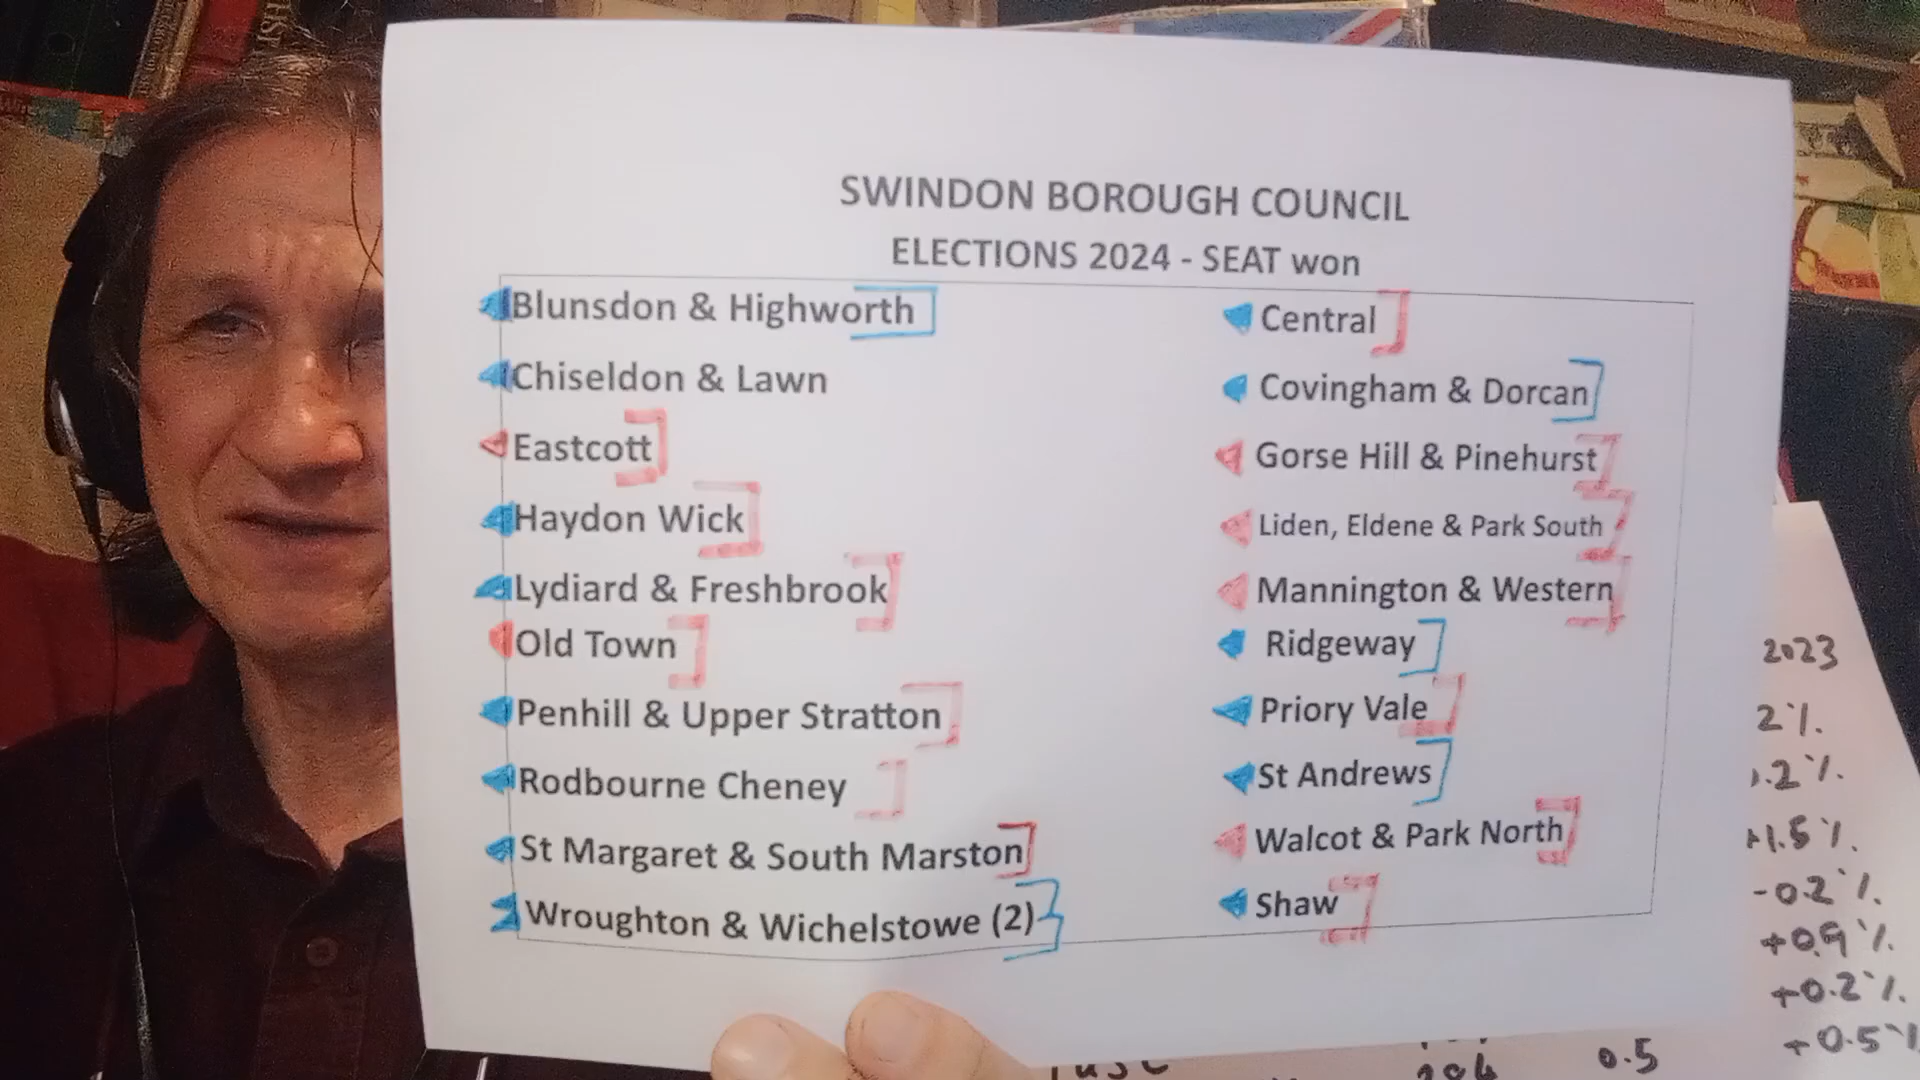 SWINDON BOROUGH COUNCIL
ELECTIONS 2024 - SEAT won
Blunsdon & Highworth
Chiseldon & Lawn
Eastcott
Haydon Wick
Lydiard & Freshbrook
Old Town
Penhill & Upper Stratton
Rodbourne Cheney
St Margaret & South Marston
Wroughton & Wichelstowe (2)
Central
Covingham & Dorcan
Gorse Hill & Pinehurst
Liden, Eldene & Park South
Mannington & Western
Ridgeway
Priory Vale
St Andrews
Walcot & Park North
Shaw
2023
2%.
.2%.
+1.5%.
-0.2%.
+0.9%.
+0.2%.
+0.5%
0.5